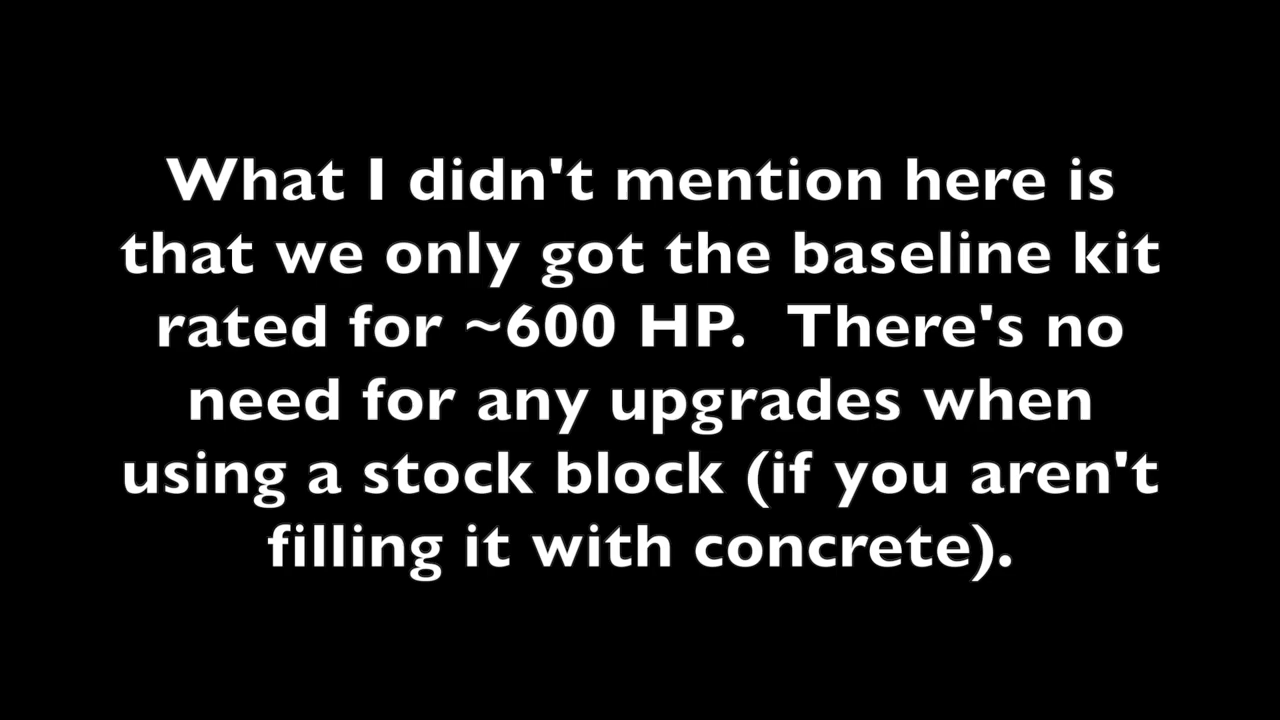 What I didn't mention here is
that we only got the baseline kit
rated for ~600 HP.  There's no
need for any upgrades when
using a stock block (if you aren't
filling it with concrete).